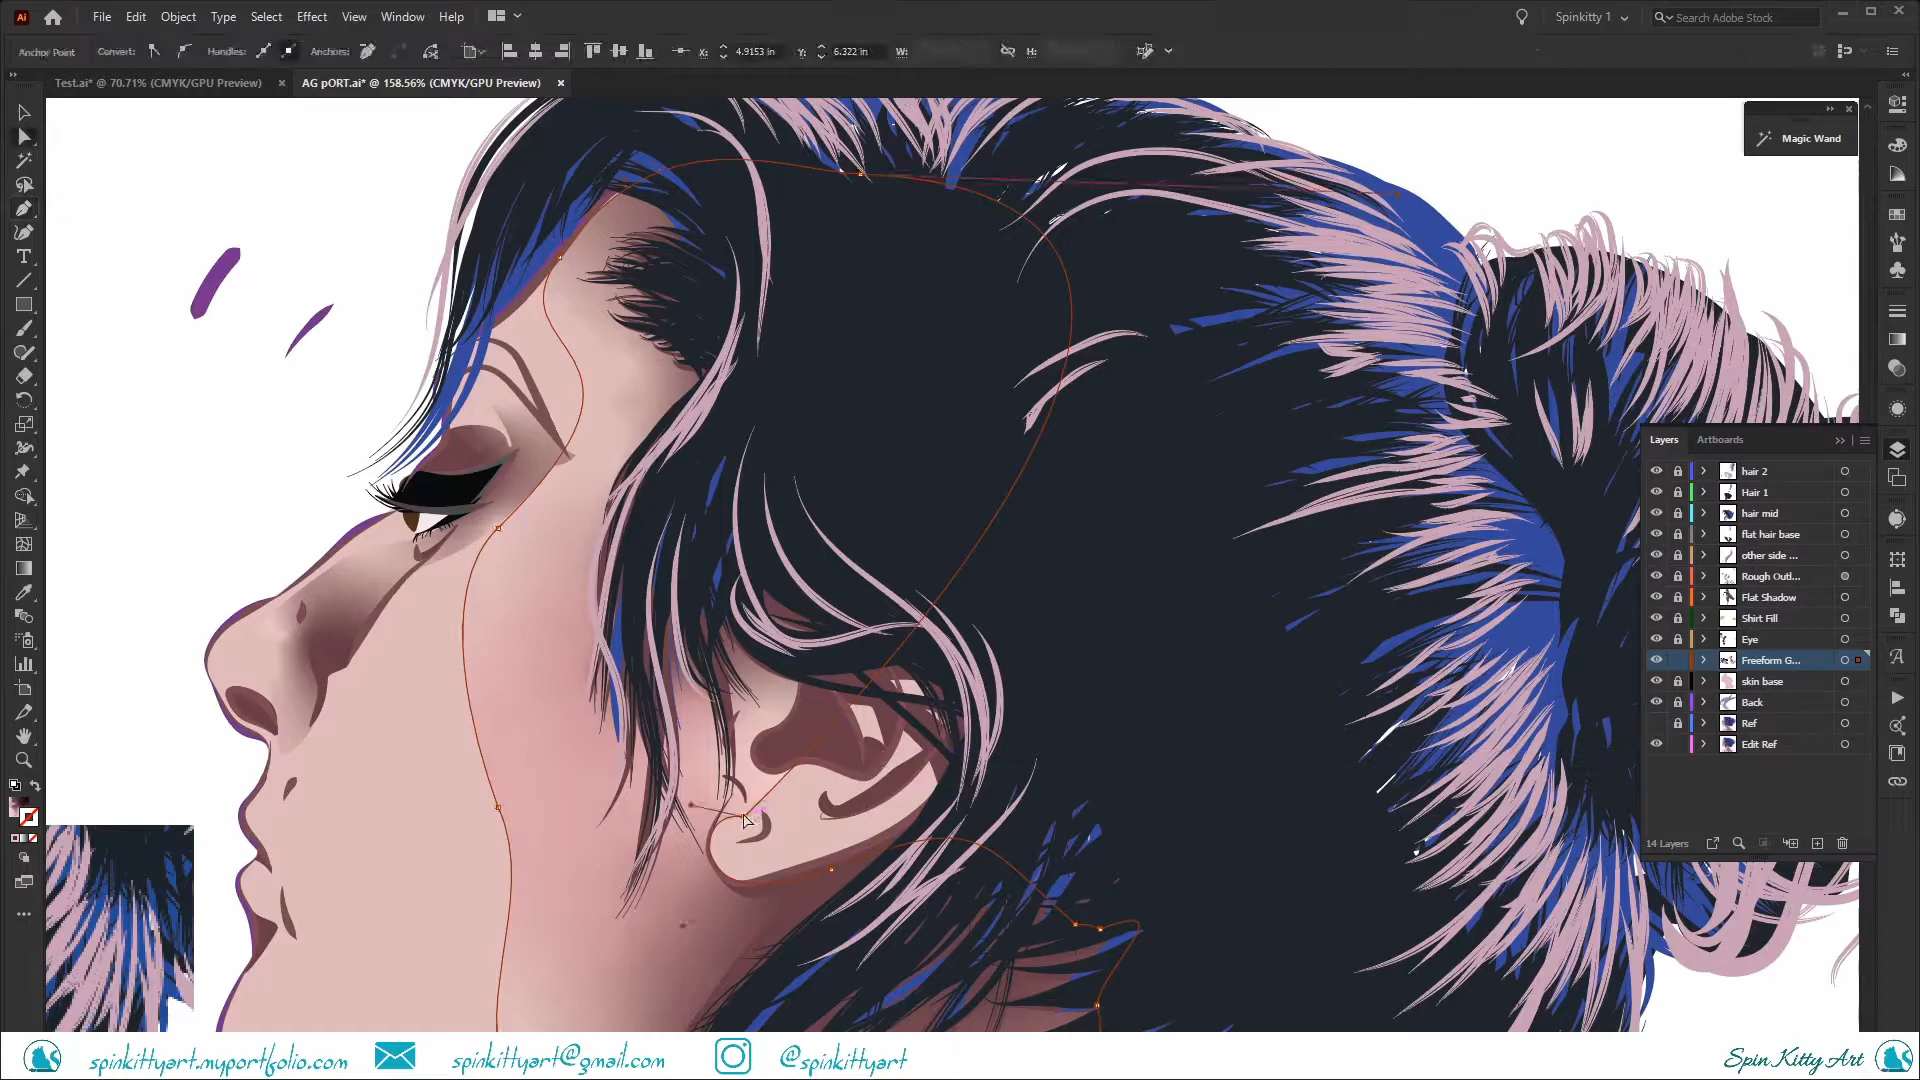 Ai File Edit Object Type Select Effect View Window Help Spinkitty 1 Search Adobe Stock
Anchor Point Convert: Handles: Anchors: X: 4.9153 in Y: 6.322 in W: H:
Test.ai* @ 70.71% (CMYK/GPU Preview) × AG pORT.ai* @ 158.56% (CMYK/GPU Preview) ×
Magic Wand
Layers Artboards
hair 2
Hair 1
hair mid
flat hair base
other side ...
Rough Outl...
Flat Shadow
Shirt Fill
Eye
Freeform G...
skin base
Back
Ref
Edit Ref
14 Layers
spinkittyart.myportfolio.com spinkittyart@gmail.com @spinkittyart Spin Kitty Art